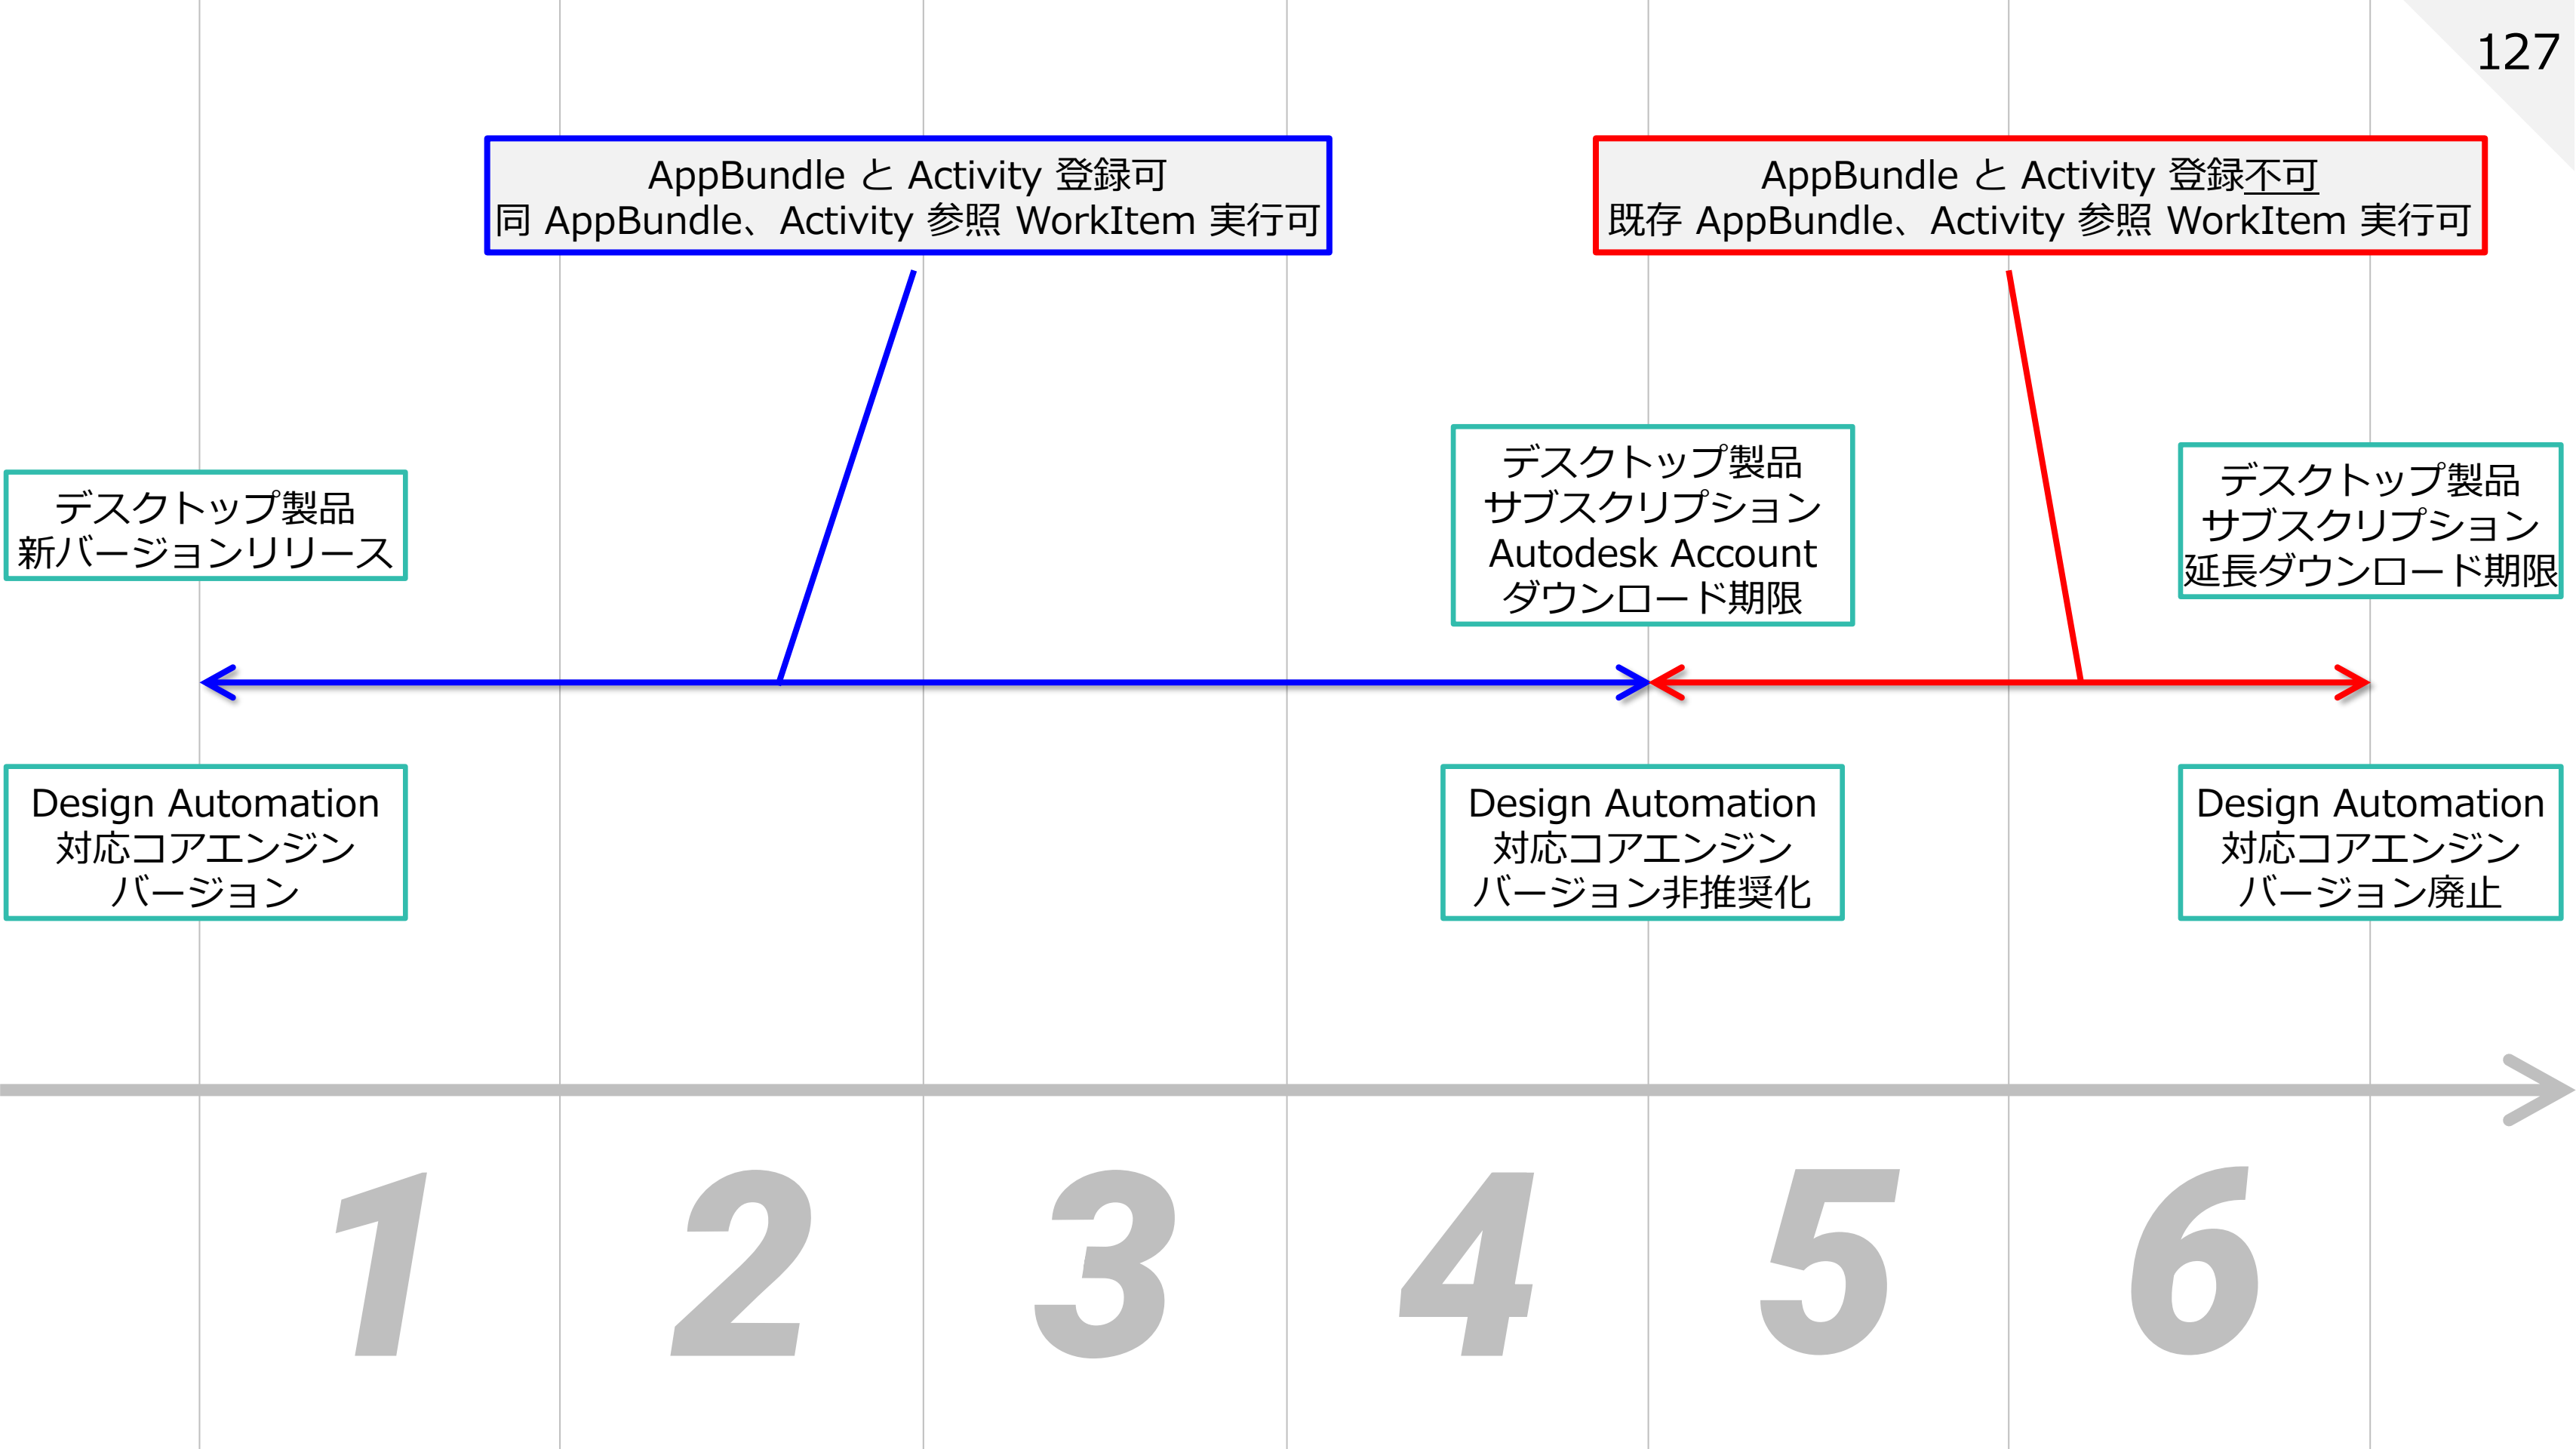 127
AppBundle と Activity 登録可
同 AppBundle、Activity 参照 WorkItem 実行可
AppBundle と Activity 登録不可
既存 AppBundle、Activity 参照 WorkItem 実行可
デスクトップ製品
新バージョンリリース
デスクトップ製品
サブスクリプション
Autodesk Account
ダウンロード期限
デスクトップ製品
サブスクリプション
延長ダウンロード期限
Design Automation
対応コアエンジン
バージョン
Design Automation
対応コアエンジン
バージョン非推奨化
Design Automation
対応コアエンジン
バージョン廃止
1 2 3 4 5 6